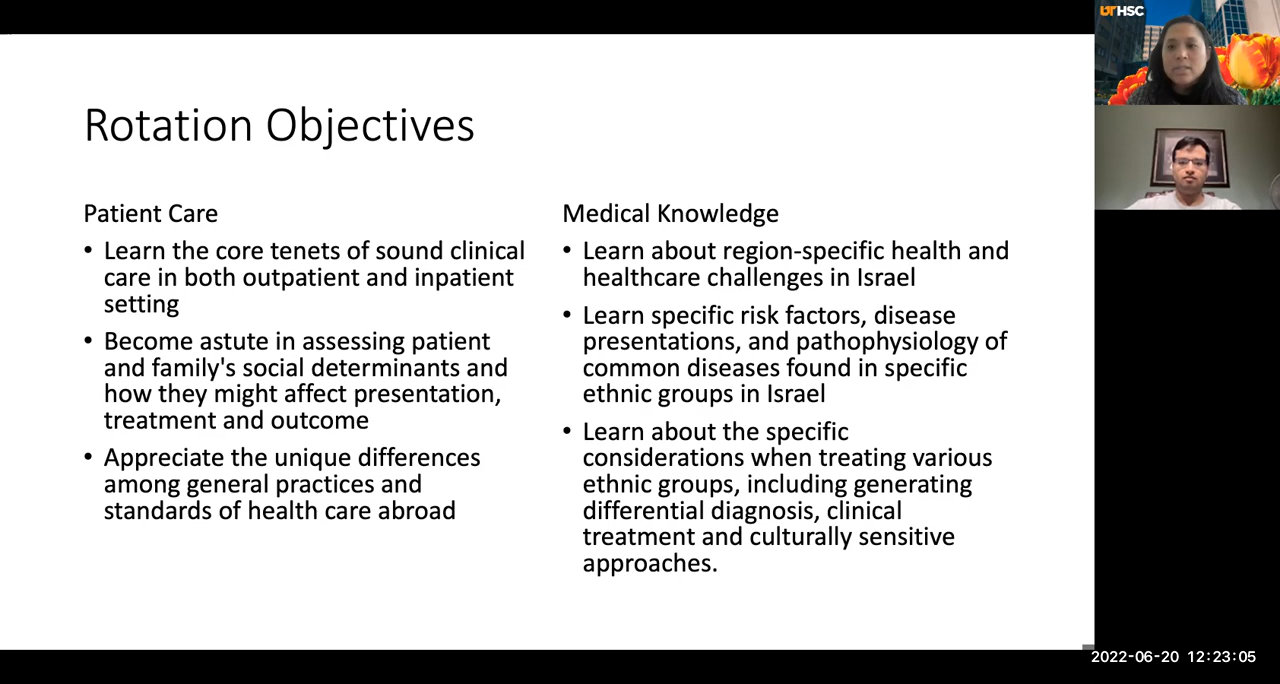 UTHSC
Rotation Objectives
Patient Care
• Learn the core tenets of sound clinical
care in both outpatient and inpatient
setting
• Become astute in assessing patient
and family's social determinants and
how they might affect presentation,
treatment and outcome
• Appreciate the unique differences
among general practices and
standards of health care abroad
Medical Knowledge
• Learn about region-specific health and
healthcare challenges in Israel
• Learn specific risk factors, disease
presentations, and pathophysiology of
common diseases found in specific
ethnic groups in Israel
• Learn about the specific
considerations when treating various
ethnic groups, including generating
differential diagnosis, clinical
treatment and culturally sensitive
approaches.
2022-06-20 12:23:05